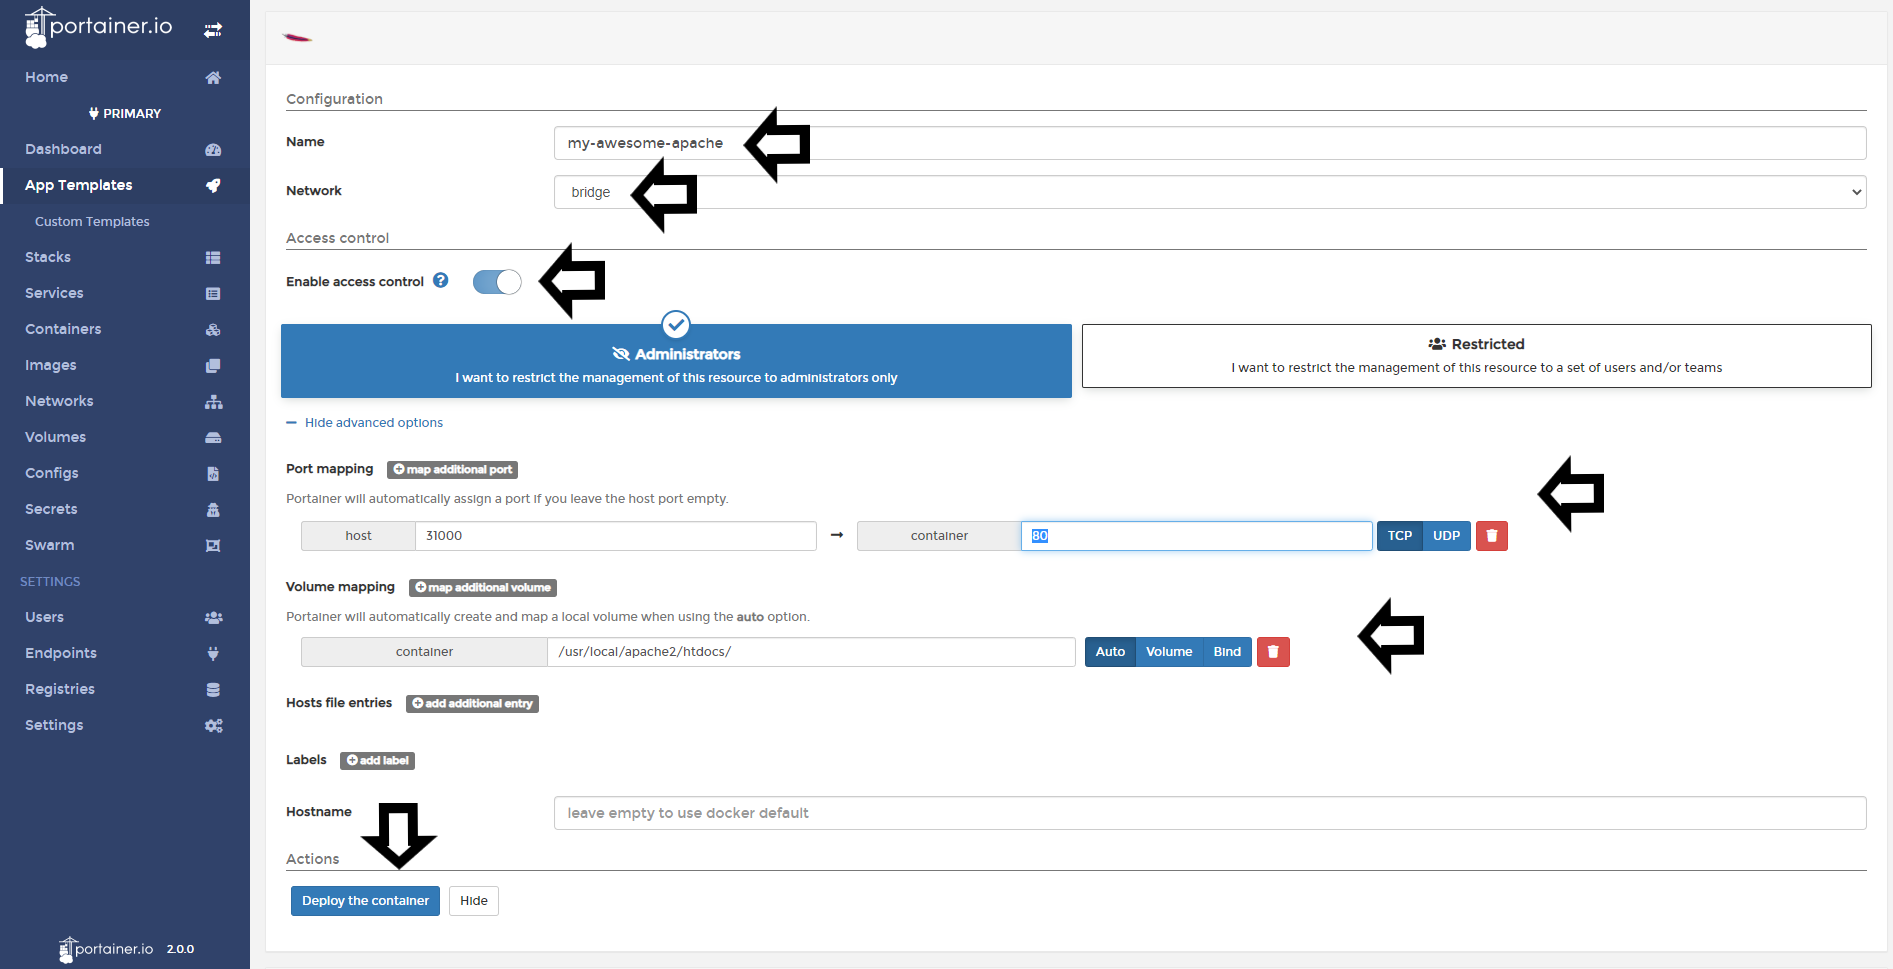 portainer.io
Home
PRIMARY
Dashboard
App Templates
Custom Templates
Stacks
Services
Containers
Images
Networks
Volumes
Configs
Secrets
Swarm
SETTINGS
Users
Endpoints
Registries
Settings
portainer.io 2.0.0
Configuration
Name my-awesome-apache
Network bridge
Access control
Enable access control ?
Administrators
I want to restrict the management of this resource to administrators only
Restricted
I want to restrict the management of this resource to a set of users and/or teams
Hide advanced options
Port mapping map additional port
Portainer will automatically assign a port if you leave the host port empty.
host 31000 → container 80 TCP UDP
Volume mapping map additional volume
Portainer will automatically create and map a local volume when using the auto option.
container /usr/local/apache2/htdocs/ Auto Volume Bind
Hosts file entries add additional entry
Labels add label
Hostname leave empty to use docker default
Actions
Deploy the container Hide